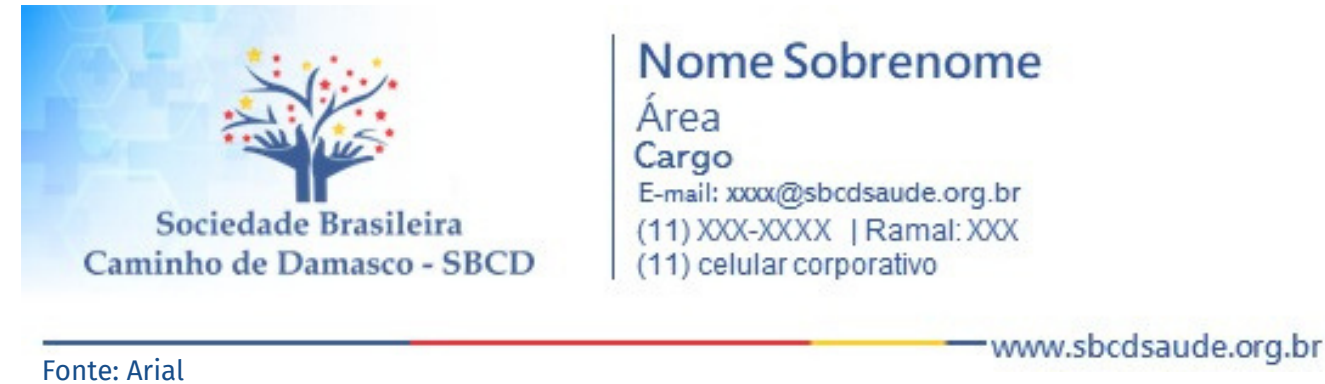 Sociedade Brasileira
Caminho de Damasco - SBCD
Nome Sobrenome
Área
Cargo
E-mail: xxxx@sbcdsaude.org.br
(11) XXX-XXXX | Ramal: XXX
(11) celular corporativo
www.sbcdsaude.org.br
Fonte: Arial